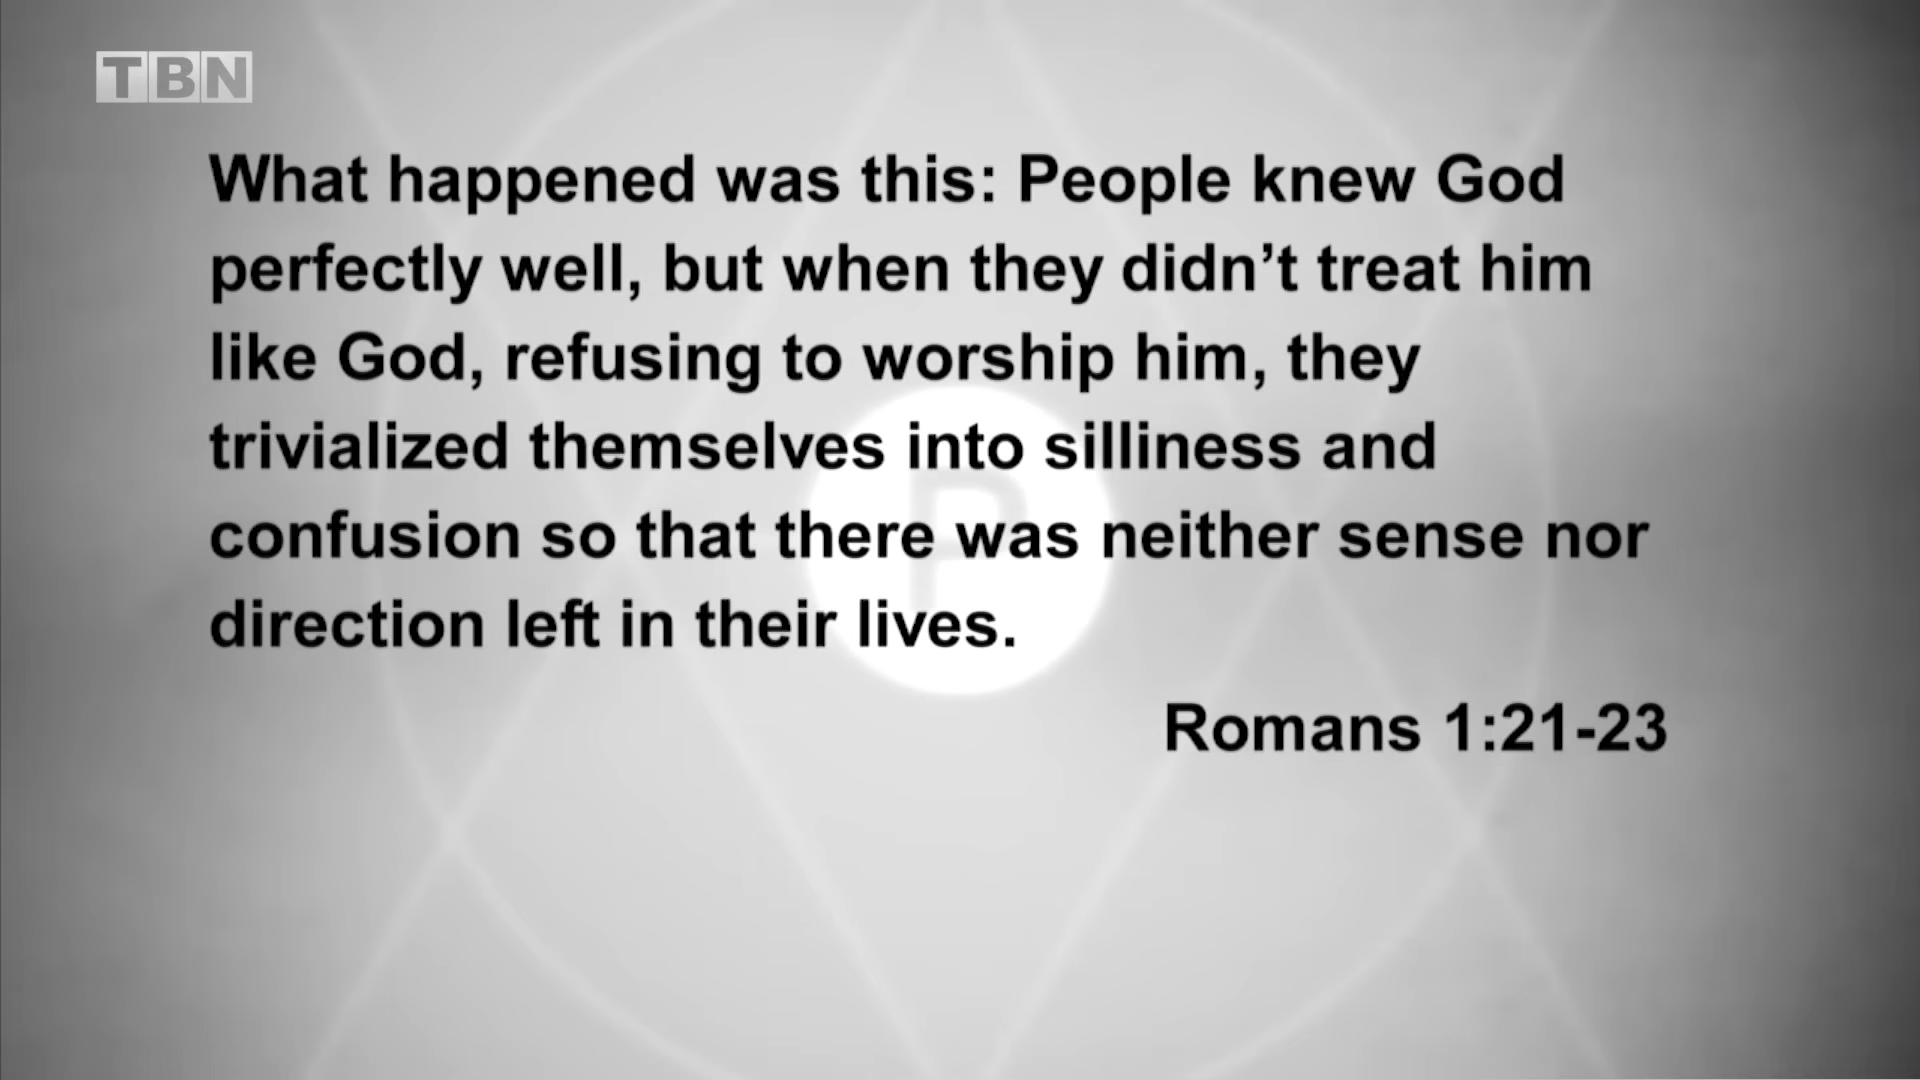 TBN
What happened was this: People knew God
perfectly well, but when they didn’t treat him
like God, refusing to worship him, they
trivialized themselves into silliness and
confusion so that there was neither sense nor
direction left in their lives.
Romans 1:21-23
P